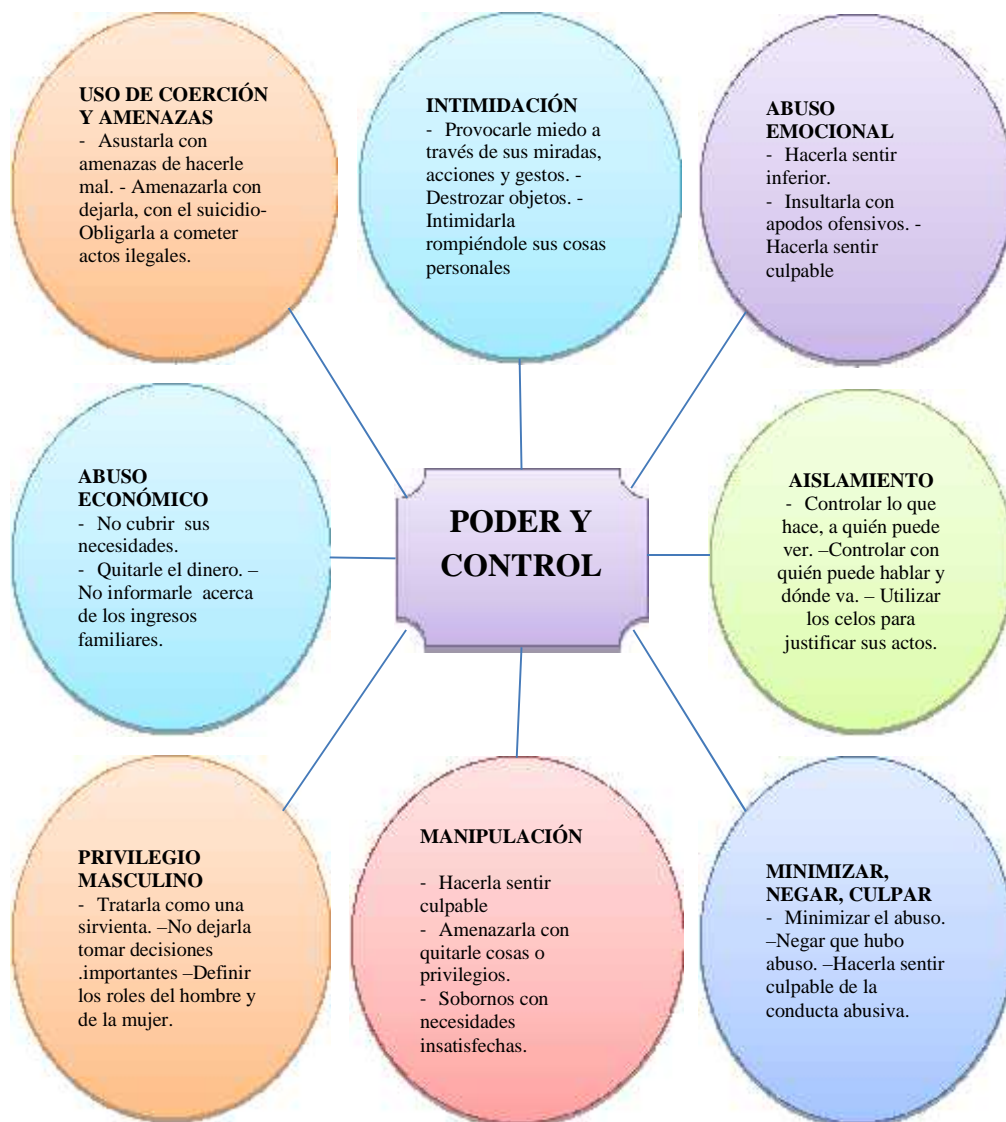 USO DE COERCIÓN
Y AMENAZAS
- Asustarla con
amenazas de hacerle
mal. - Amenazarla con
dejarla, con el suicidio-
Obligarla a cometer
actos ilegales.
INTIMIDACIÓN
- Provocarle miedo a
través de sus miradas,
acciones y gestos. -
Destrozar objetos. -
Intimidarla
rompiéndole sus cosas
personales
ABUSO
EMOCIONAL
- Hacerla sentir
inferior.
- Insultarla con
apodos ofensivos. -
Hacerla sentir
culpable
ABUSO
ECONÓMICO
- No cubrir sus
necesidades.
- Quitarle el dinero. –
No informarle acerca
de los ingresos
familiares.
PODER Y
CONTROL
AISLAMIENTO
- Controlar lo que
hace, a quién puede
ver. –Controlar con
quién puede hablar y
dónde va. – Utilizar
los celos para
justificar sus actos.
PRIVILEGIO
MASCULINO
- Tratarla como una
sirvienta. –No dejarla
tomar decisiones
.importantes –Definir
los roles del hombre y
de la mujer.
MANIPULACIÓN
- Hacerla sentir
culpable
- Amenazarla con
quitarle cosas o
privilegios.
- Sobornos con
necesidades
insatisfechas.
MINIMIZAR,
NEGAR, CULPAR
- Minimizar el abuso.
–Negar que hubo
abuso. –Hacerla sentir
culpable de la
conducta abusiva.